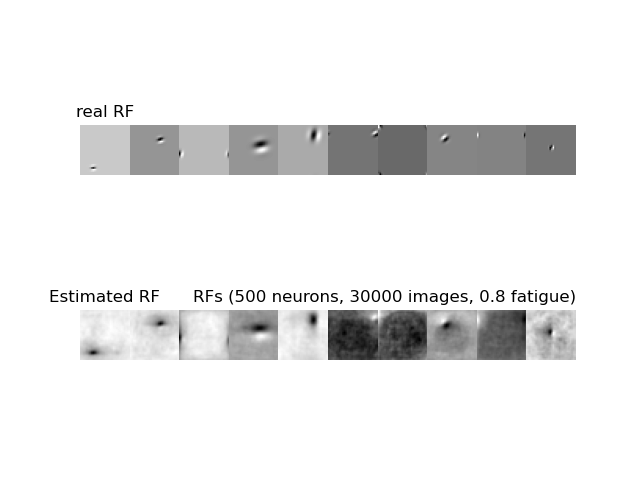 real RF
Estimated RF
RFs (500 neurons, 30000 images, 0.8 fatigue)